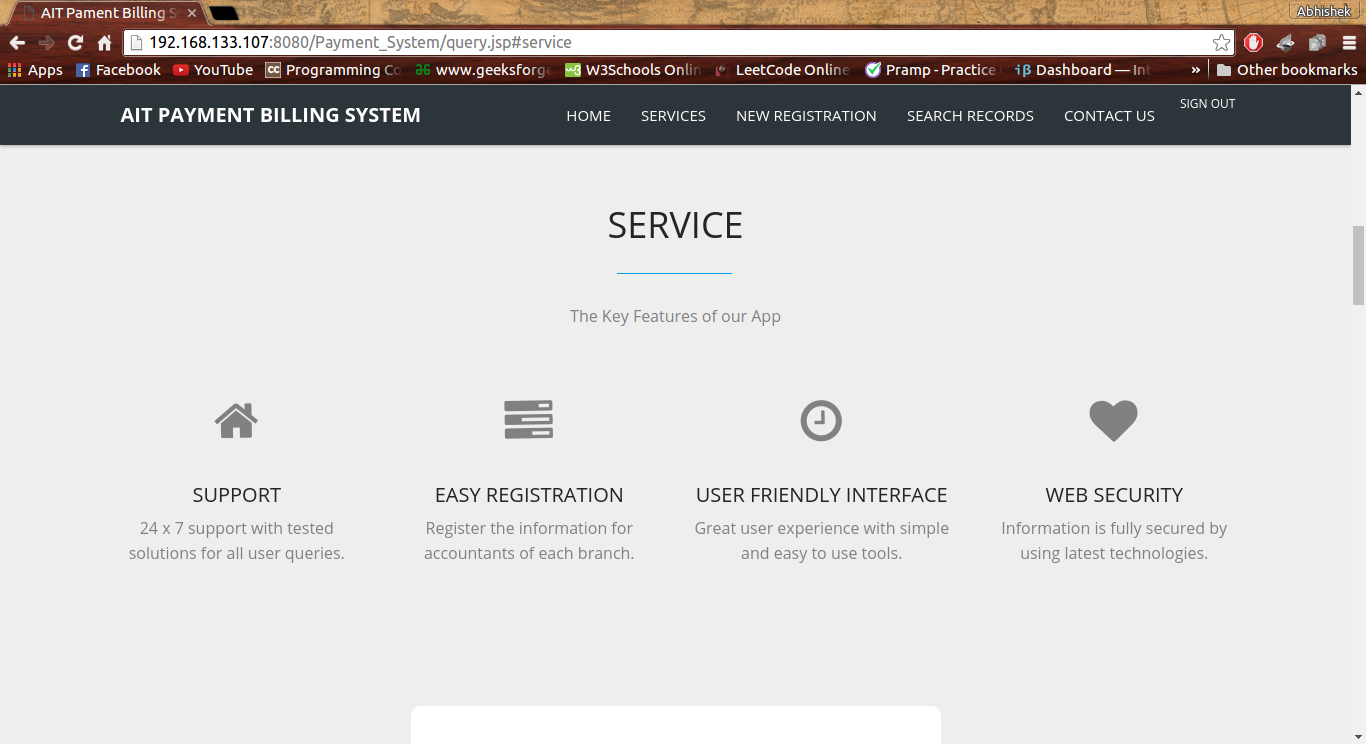 AIT Pament Billing S
Abhishek
192.168.133.107:8080/Payment_System/query.jsp#service
Apps Facebook YouTube Programming Co www.geeksforge W3Schools Onlin LeetCode Online Pramp - Practice Dashboard — Int » Other bookmarks
AIT PAYMENT BILLING SYSTEM HOME SERVICES NEW REGISTRATION SEARCH RECORDS CONTACT US SIGN OUT
SERVICE
The Key Features of our App
SUPPORT
24 x 7 support with tested
solutions for all user queries.
EASY REGISTRATION
Register the information for
accountants of each branch.
USER FRIENDLY INTERFACE
Great user experience with simple
and easy to use tools.
WEB SECURITY
Information is fully secured by
using latest technologies.